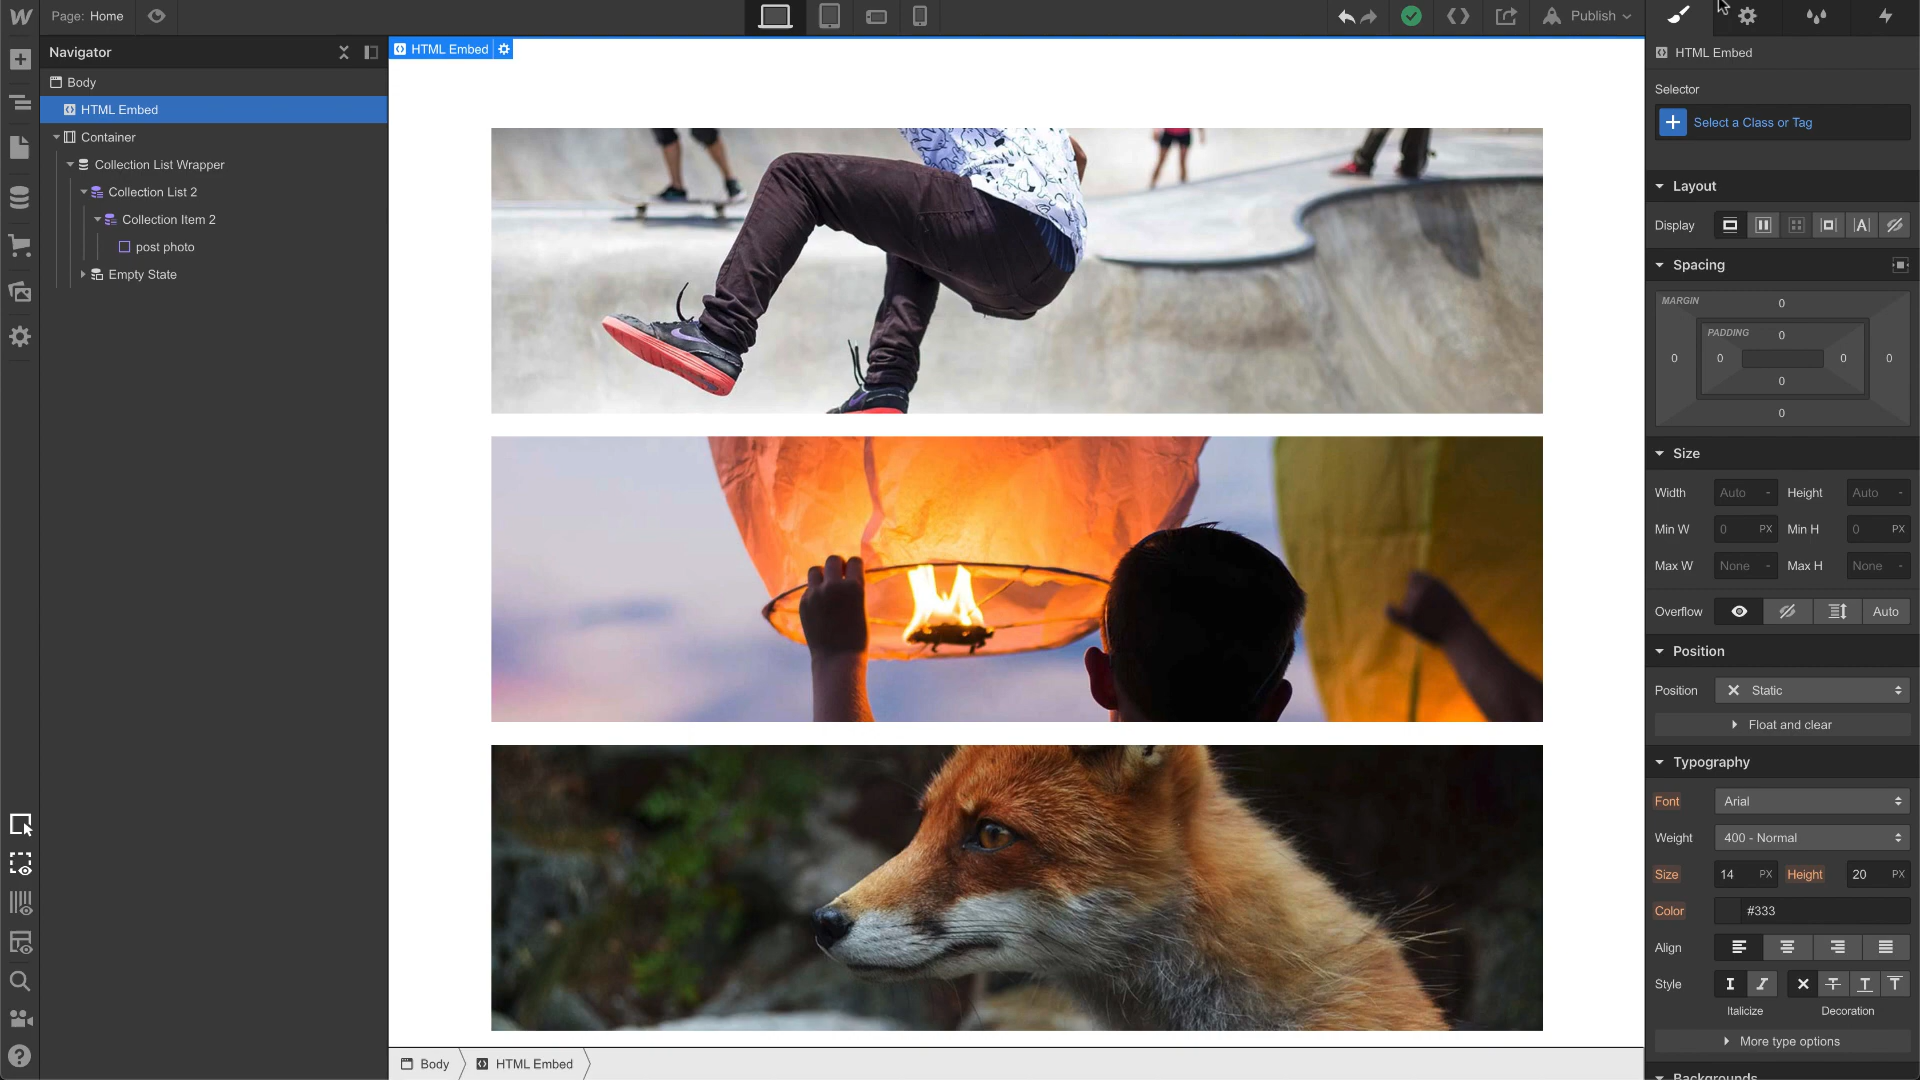 Page: Home
Publish
Navigator
HTML Embed
HTML Embed
Body
Selector
HTML Embed
Select a Class or Tag
Container
Collection List Wrapper
Layout
Collection List 2
Display
A
Collection Item 2
post photo
Spacing
Empty State
MARGIN
0
PADDING
0
0
0
0
0
0
0
Size
Width
Auto
-
Height
Auto
-
Min W
0
PX
Min H
0
PX
Max W
None
-
Max H
None
-
Overflow
Auto
Position
Position
Static
Float and clear
Typography
Font
Arial
Weight
400 - Normal
Size
14
PX
Height
20
PX
Color
#333
Align
Style
Italicize
Decoration
More type options
Body
HTML Embed
Backgrounds